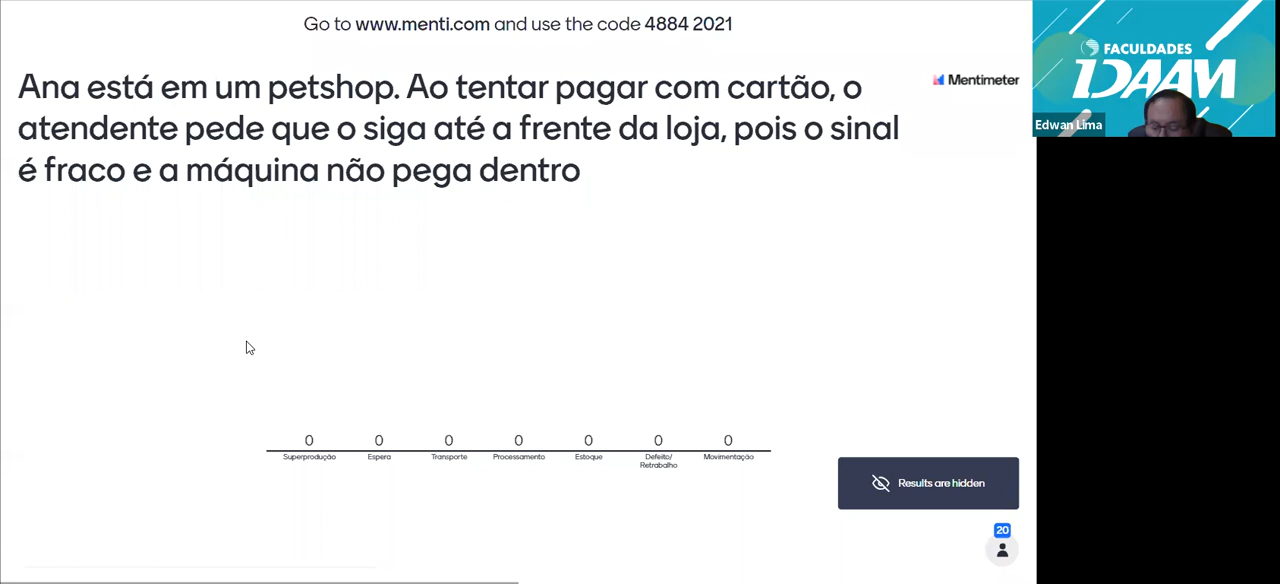 Go to www.menti.com and use the code 4884 2021
Ana está em um petshop. Ao tentar pagar com cartão, o
atendente pede que o siga até a frente da loja, pois o sinal
é fraco e a máquina não pega dentro
Mentimeter
FACULDADES
IDAAM
Edwan Lima
0 0 0 0 0 0 0
Superprodução Espera Transporte Processamento Estoque Defeito/ Movimentação
Retrabalho
Results are hidden
20